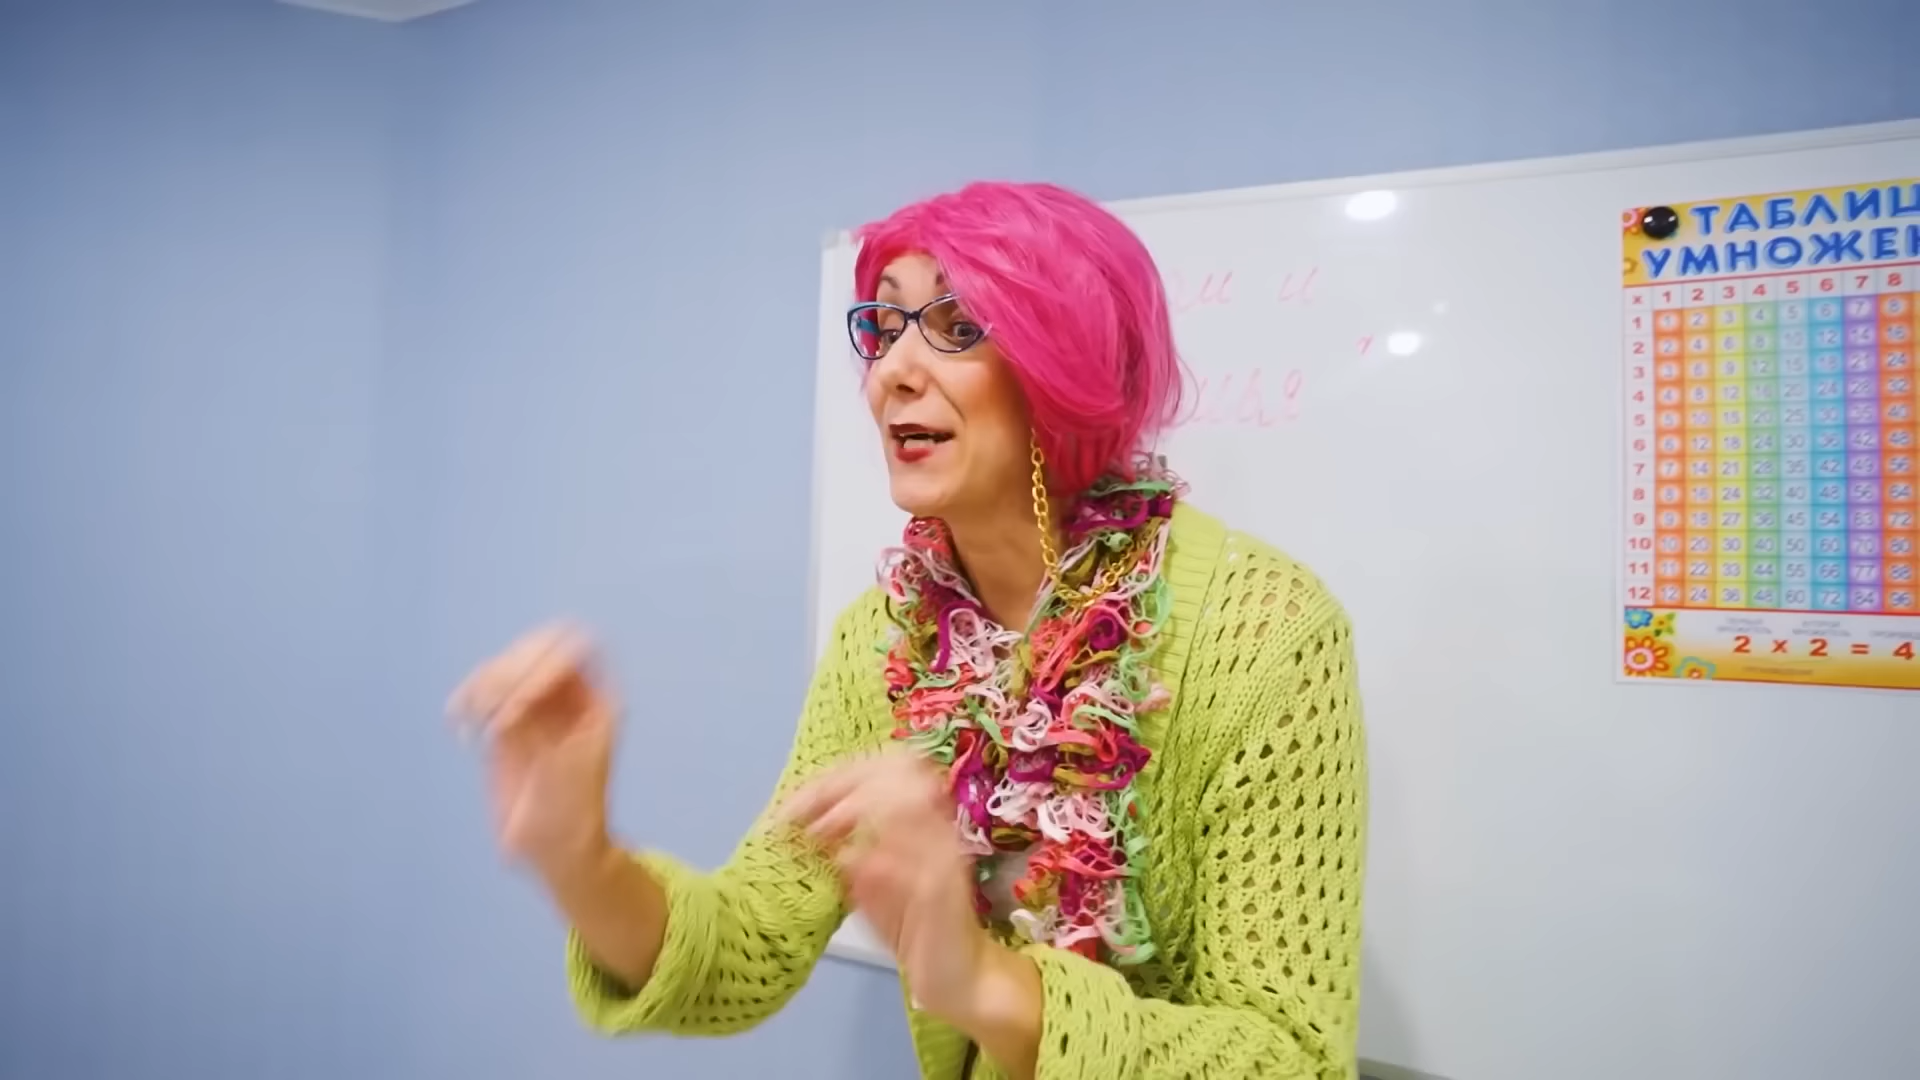 ТАБЛИЦ
УМНОЖЕН
x 1 2 3 4 5 6 7 8
1 1 2 3 4 5 6 7 8
2 2 4 6 8 10 12 14 16
3 3 6 9 12 15 18 21 24
4 4 8 12 16 20 24 28 32
5 5 10 15 20 25 30 35 40
6 6 12 18 24 30 36 42 48
7 7 14 21 28 35 42 49 56
8 8 16 24 32 40 48 56 64
9 9 18 27 36 45 54 63 72
10 10 20 30 40 50 60 70 80
11 11 22 33 44 55 66 77 88
12 12 24 36 48 60 72 84 96
2 x 2 = 4